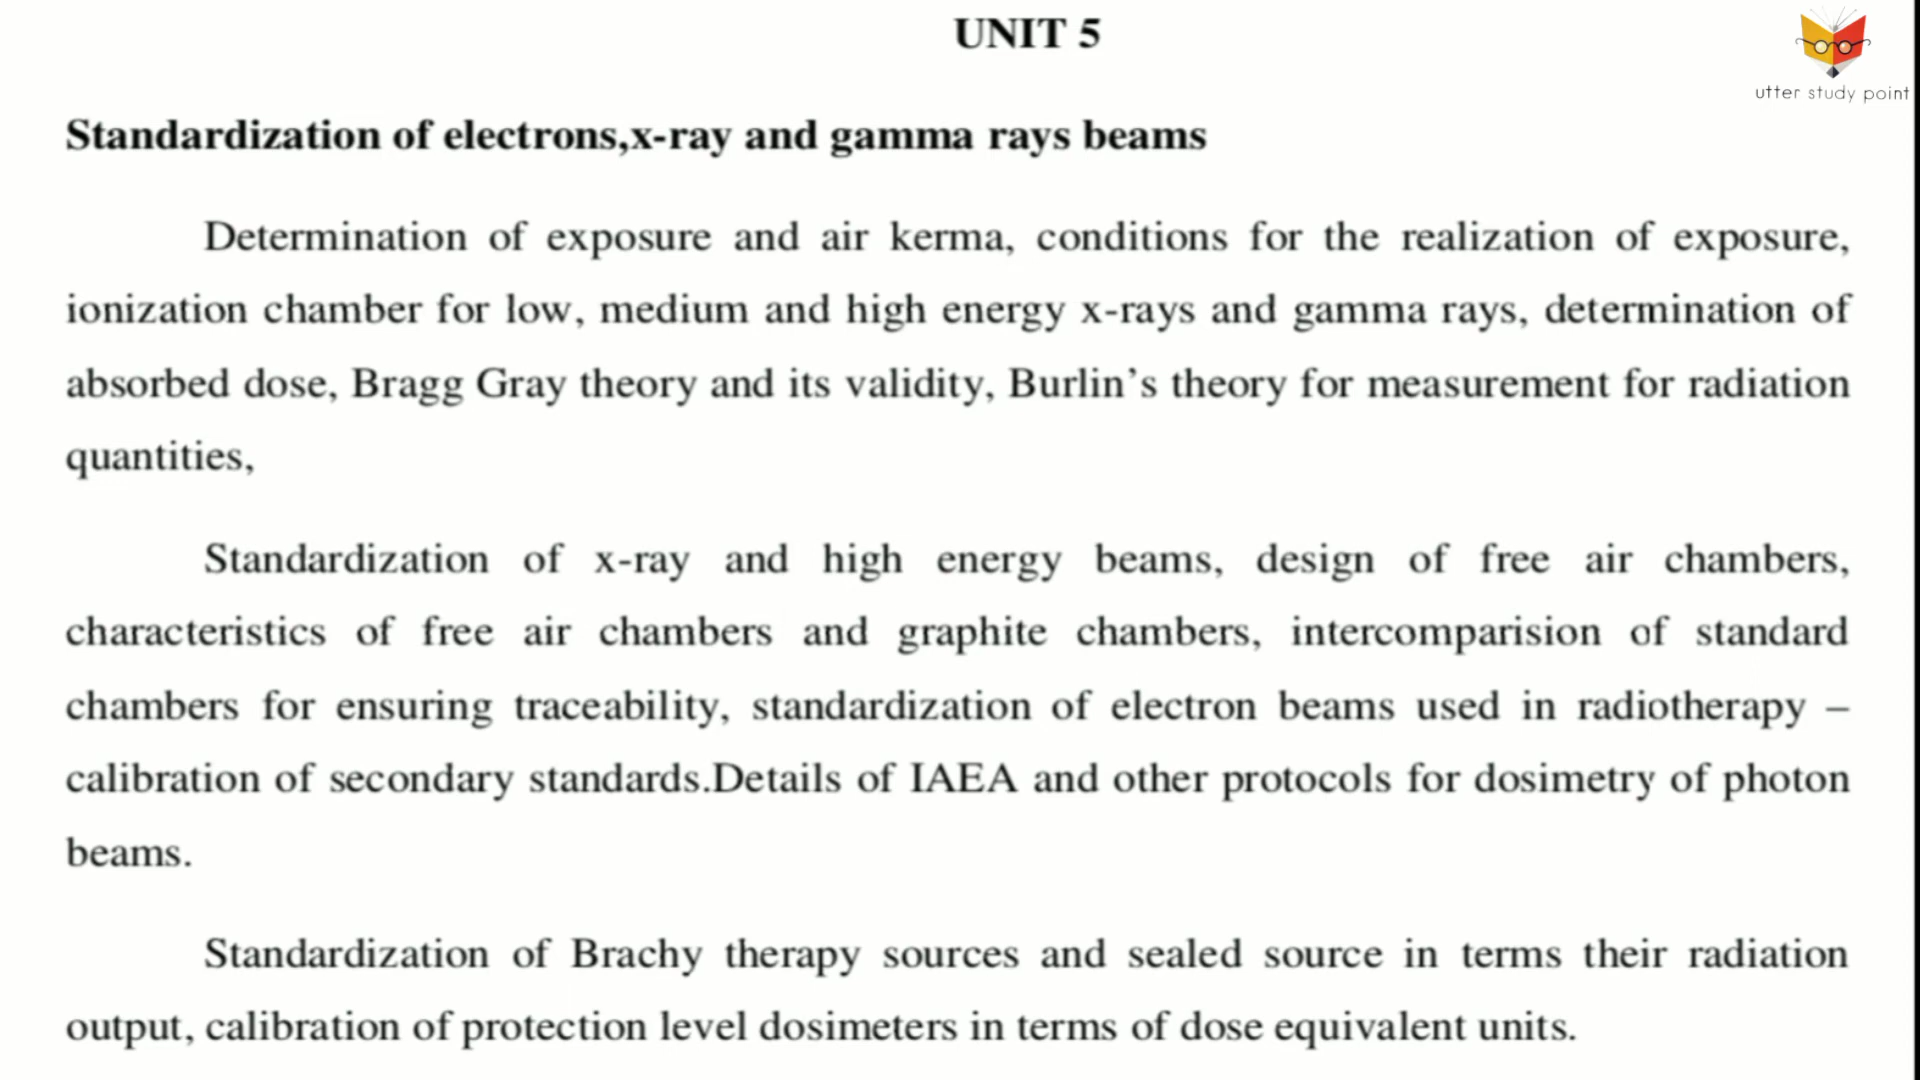 UNIT 5
utter study point
Standardization of electrons,x-ray and gamma rays beams
Determination of exposure and air kerma, conditions for the realization of exposure,
ionization chamber for low, medium and high energy x-rays and gamma rays, determination of
absorbed dose, Bragg Gray theory and its validity, Burlin’s theory for measurement for radiation
quantities,
Standardization of x-ray and high energy beams, design of free air chambers,
characteristics of free air chambers and graphite chambers, intercomparision of standard
chambers for ensuring traceability, standardization of electron beams used in radiotherapy –
calibration of secondary standards.Details of IAEA and other protocols for dosimetry of photon
beams.
Standardization of Brachy therapy sources and sealed source in terms their radiation
output, calibration of protection level dosimeters in terms of dose equivalent units.